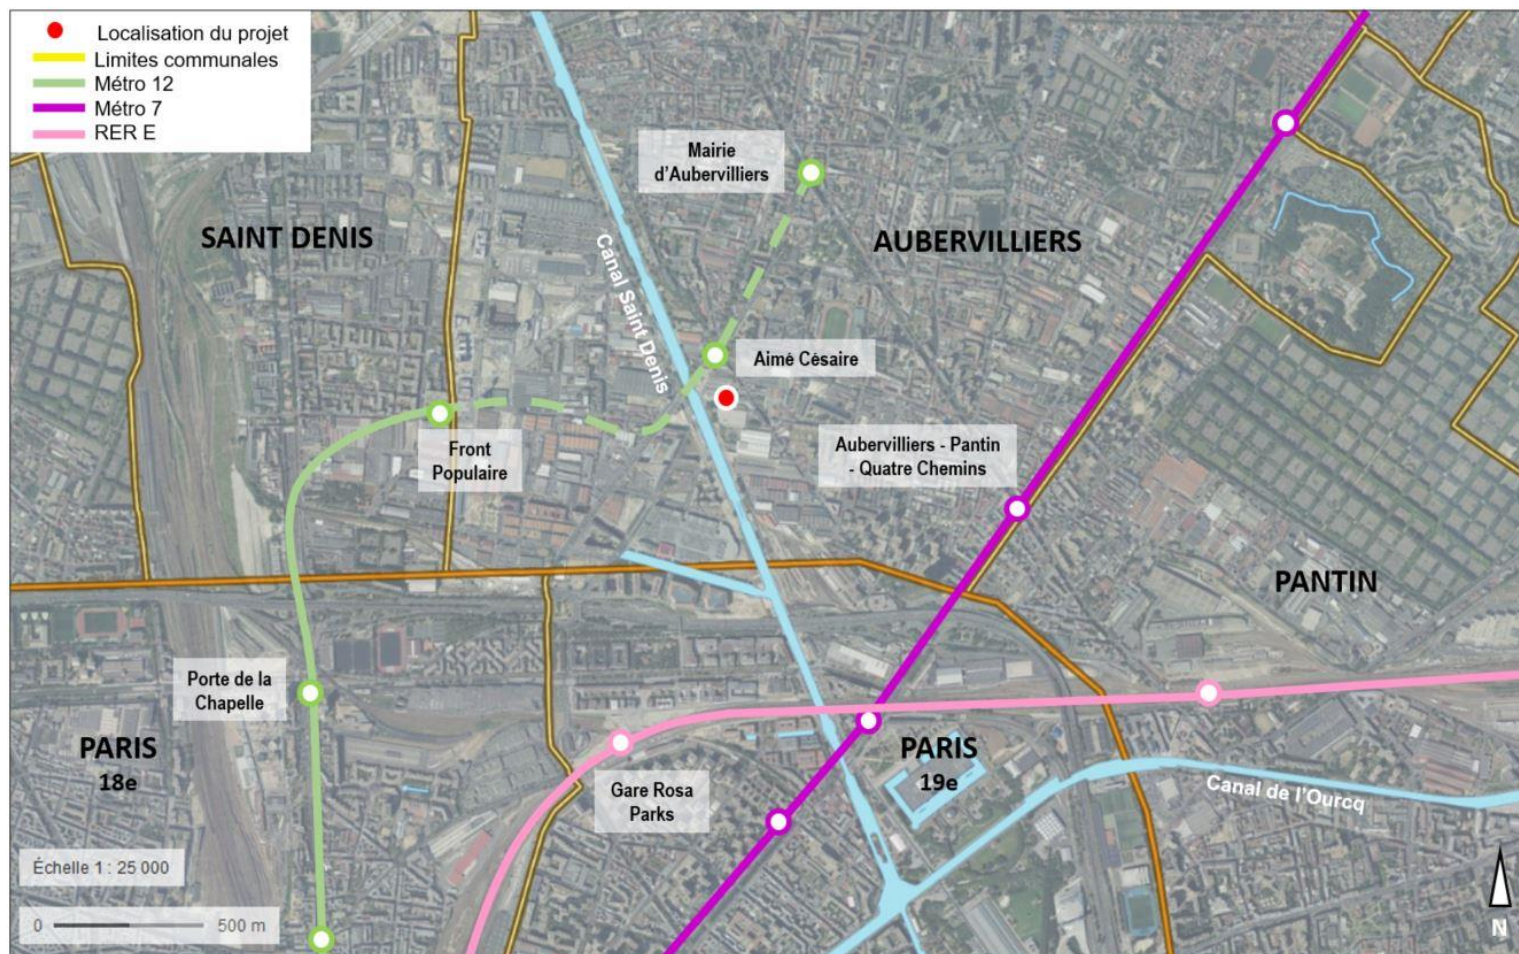 Localisation du projet
Limites communales
Métro 12
Métro 7
RER E
Mairie
d'Aubervilliers
SAINT DENIS
AUBERVILLIERS
Canal Saint Denis
Aimé Césaire
Front
Populaire
Aubervilliers - Pantin
- Quatre Chemins
PANTIN
Porte de la
Chapelle
PARIS
18e
PARIS
19e
Gare Rosa
Parks
Canal de l'Ourcq
Échelle 1 : 25 000
0 500 m
N